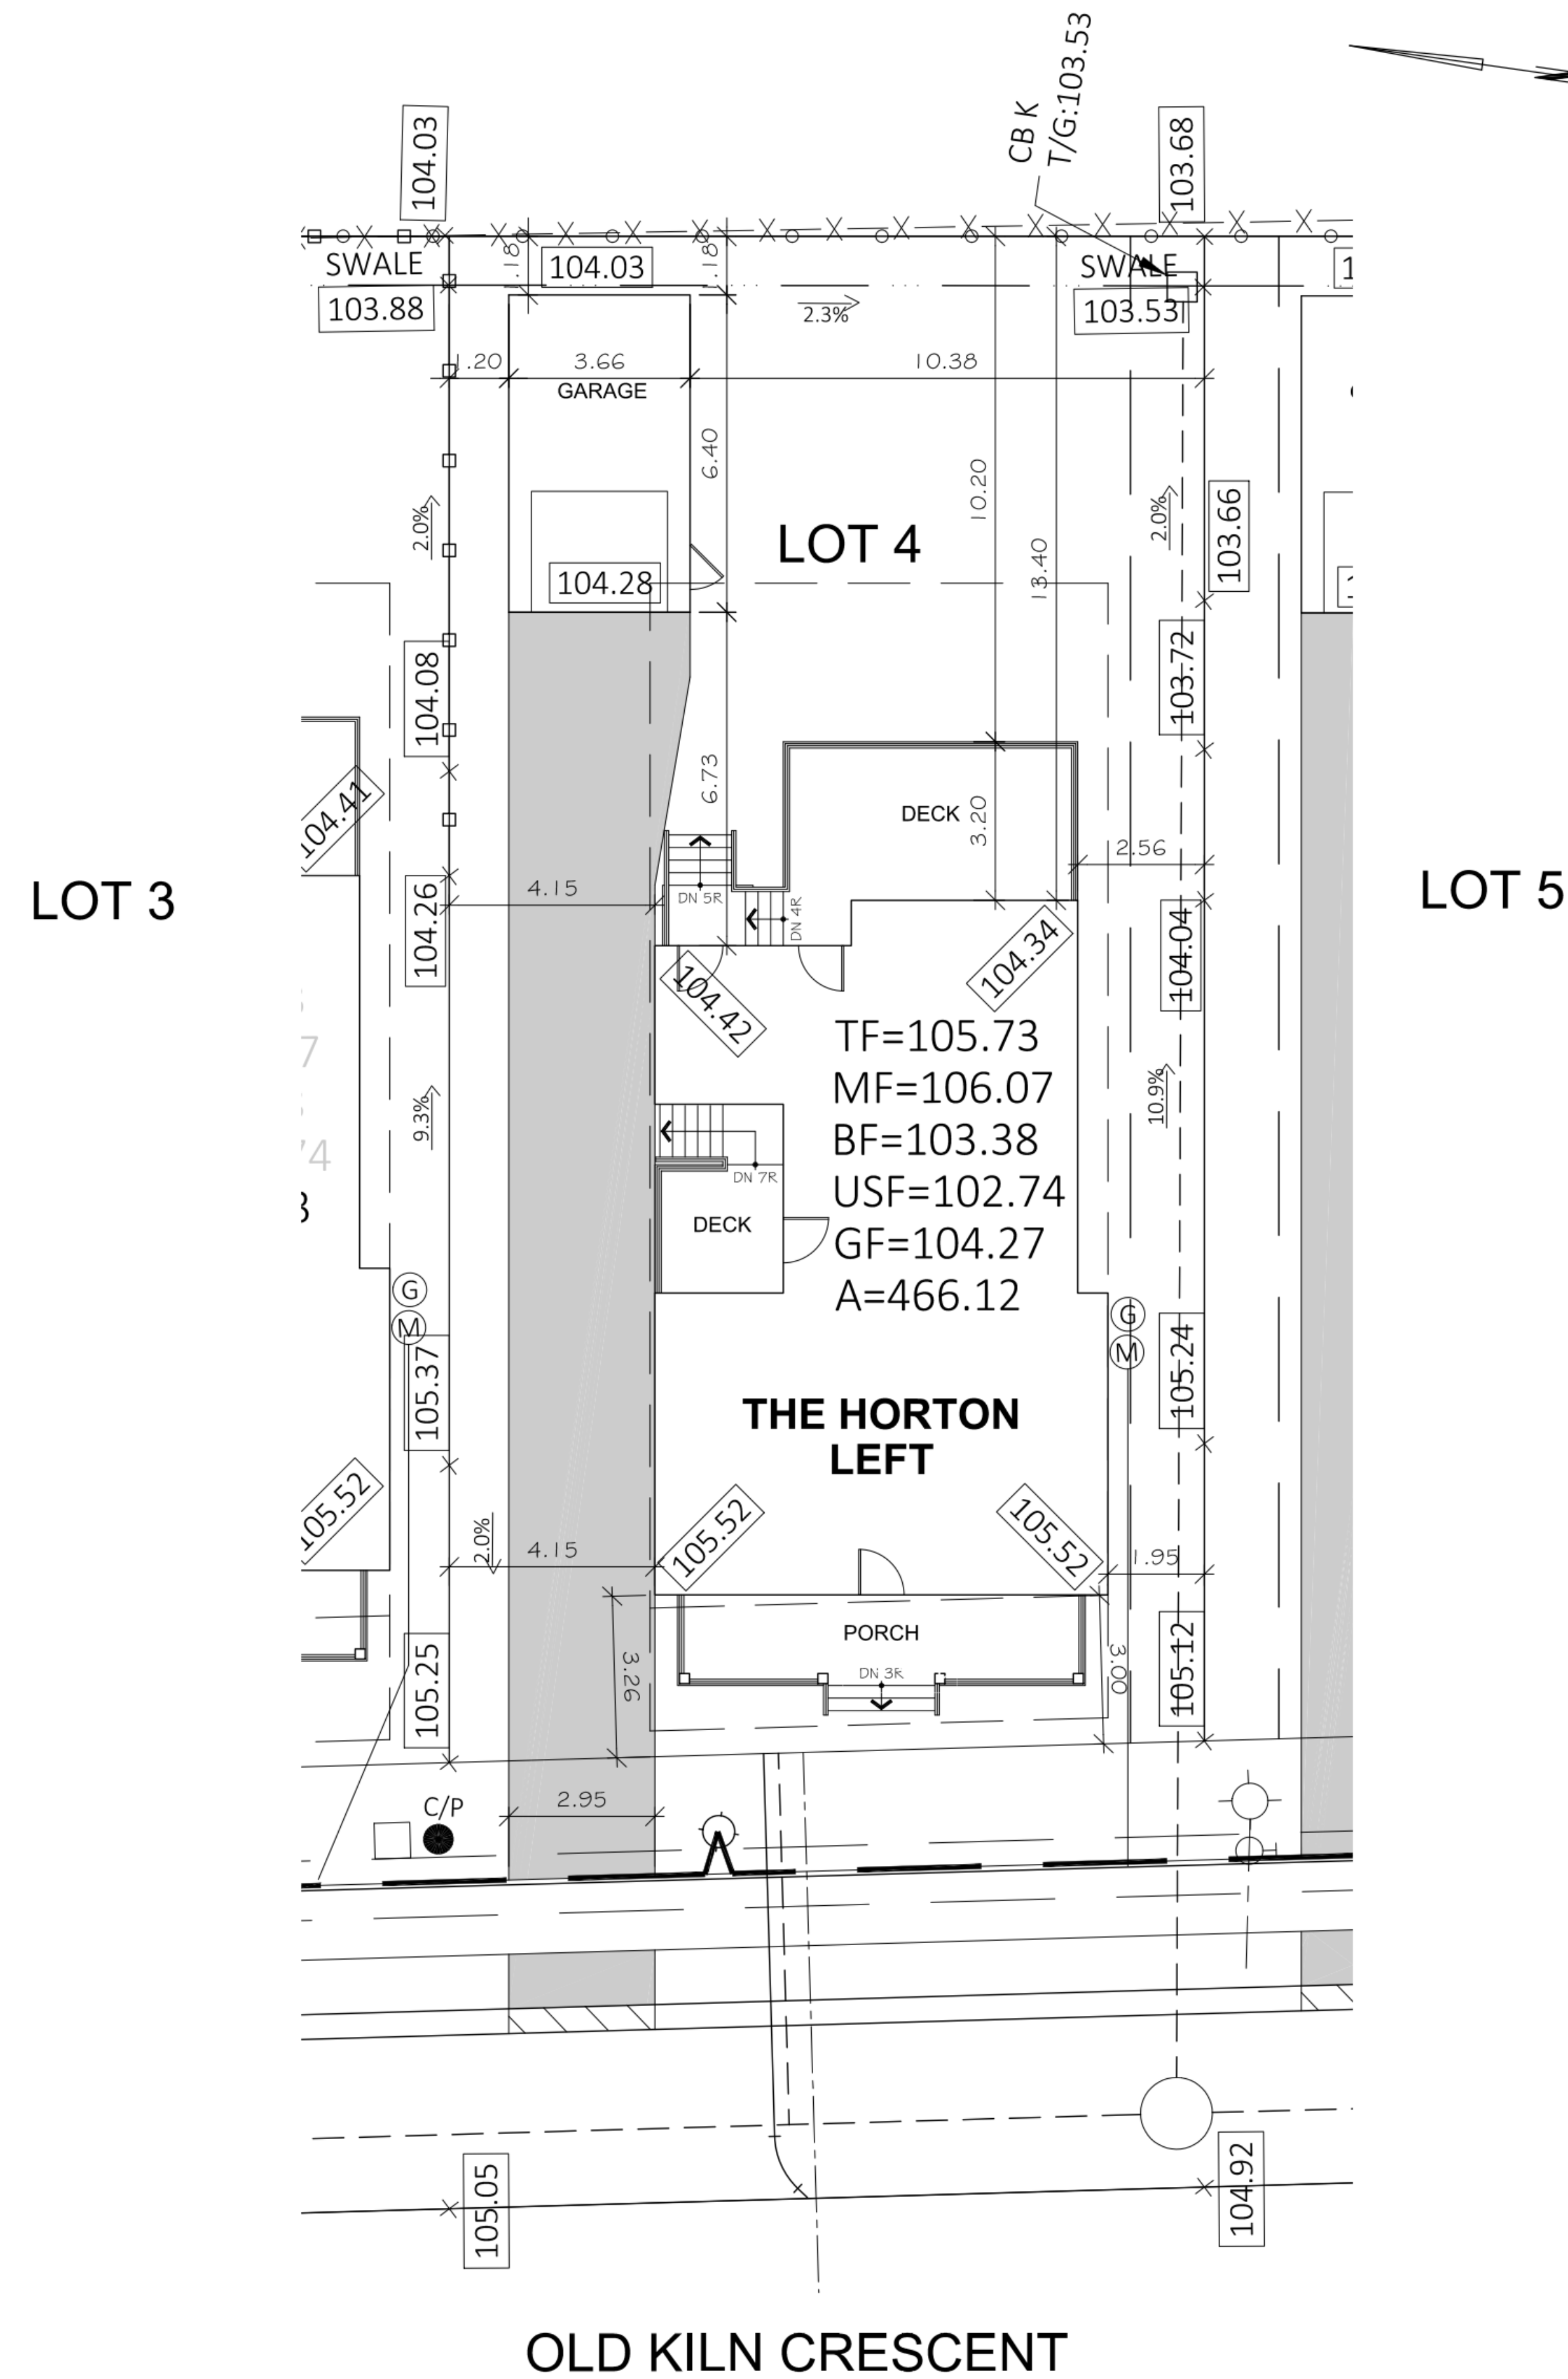 CB K
T/G:103.53
104.03
103.68
SWALE
104.03
.18
.18
SWALE
103.88
2.3%
103.53
1.20
3.66
10.38
GARAGE
6.40
10.20
13.40
2.0%
2.0%
103.66
LOT 4
104.28
104.08
103.72
6.73
104.41
DECK
3.20
2.56
LOT 3
4.15
104.26
DN 5R
DN 4R
104.34
104.04
LOT 5
104.42
TF=105.73
MF=106.07
BF=103.38
USF=102.74
GF=104.27
A=466.12
9.3%
10.9%
DN 7R
DECK
G
M
G
M
105.37
105.24
THE HORTON
LEFT
105.52
105.52
105.52
2.0%
4.15
1.95
PORCH
DN 3R
3.26
3.00
105.25
105.12
C/P
2.95
105.05
104.92
OLD KILN CRESCENT